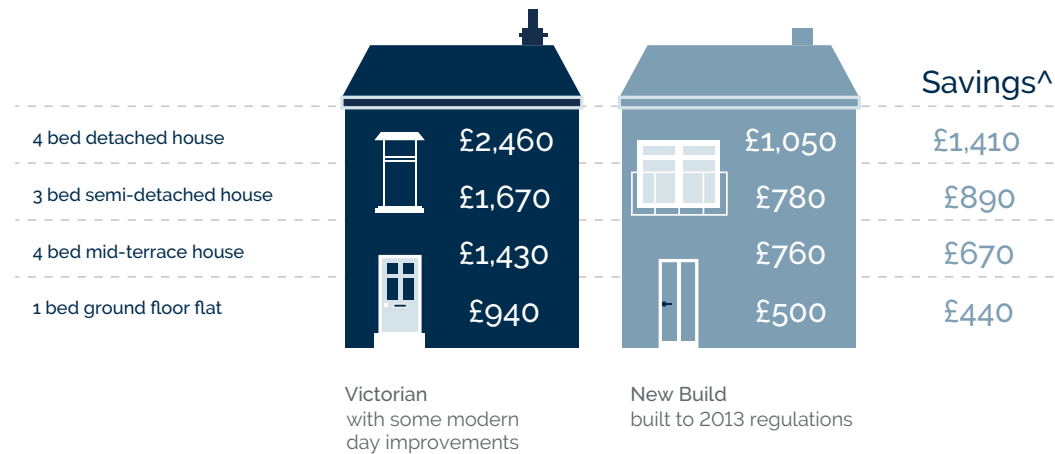 Savings^
4 bed detached house £2,460 £1,050 £1,410
3 bed semi-detached house £1,670 £780 £890
4 bed mid-terrace house £1,430 £760 £670
1 bed ground floor flat £940 £500 £440
Victorian
with some modern
day improvements
New Build
built to 2013 regulations